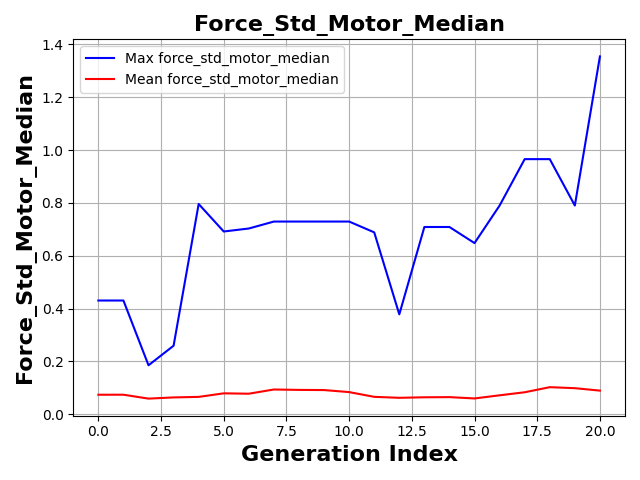 Force_Std_Motor_Median
Max force_std_motor_median
Mean force_std_motor_median
Force_Std_Motor_Median
1.4
1.2
1.0
0.8
0.6
0.4
0.2
0.0
0.0 2.5 5.0 7.5 10.0 12.5 15.0 17.5 20.0
Generation Index